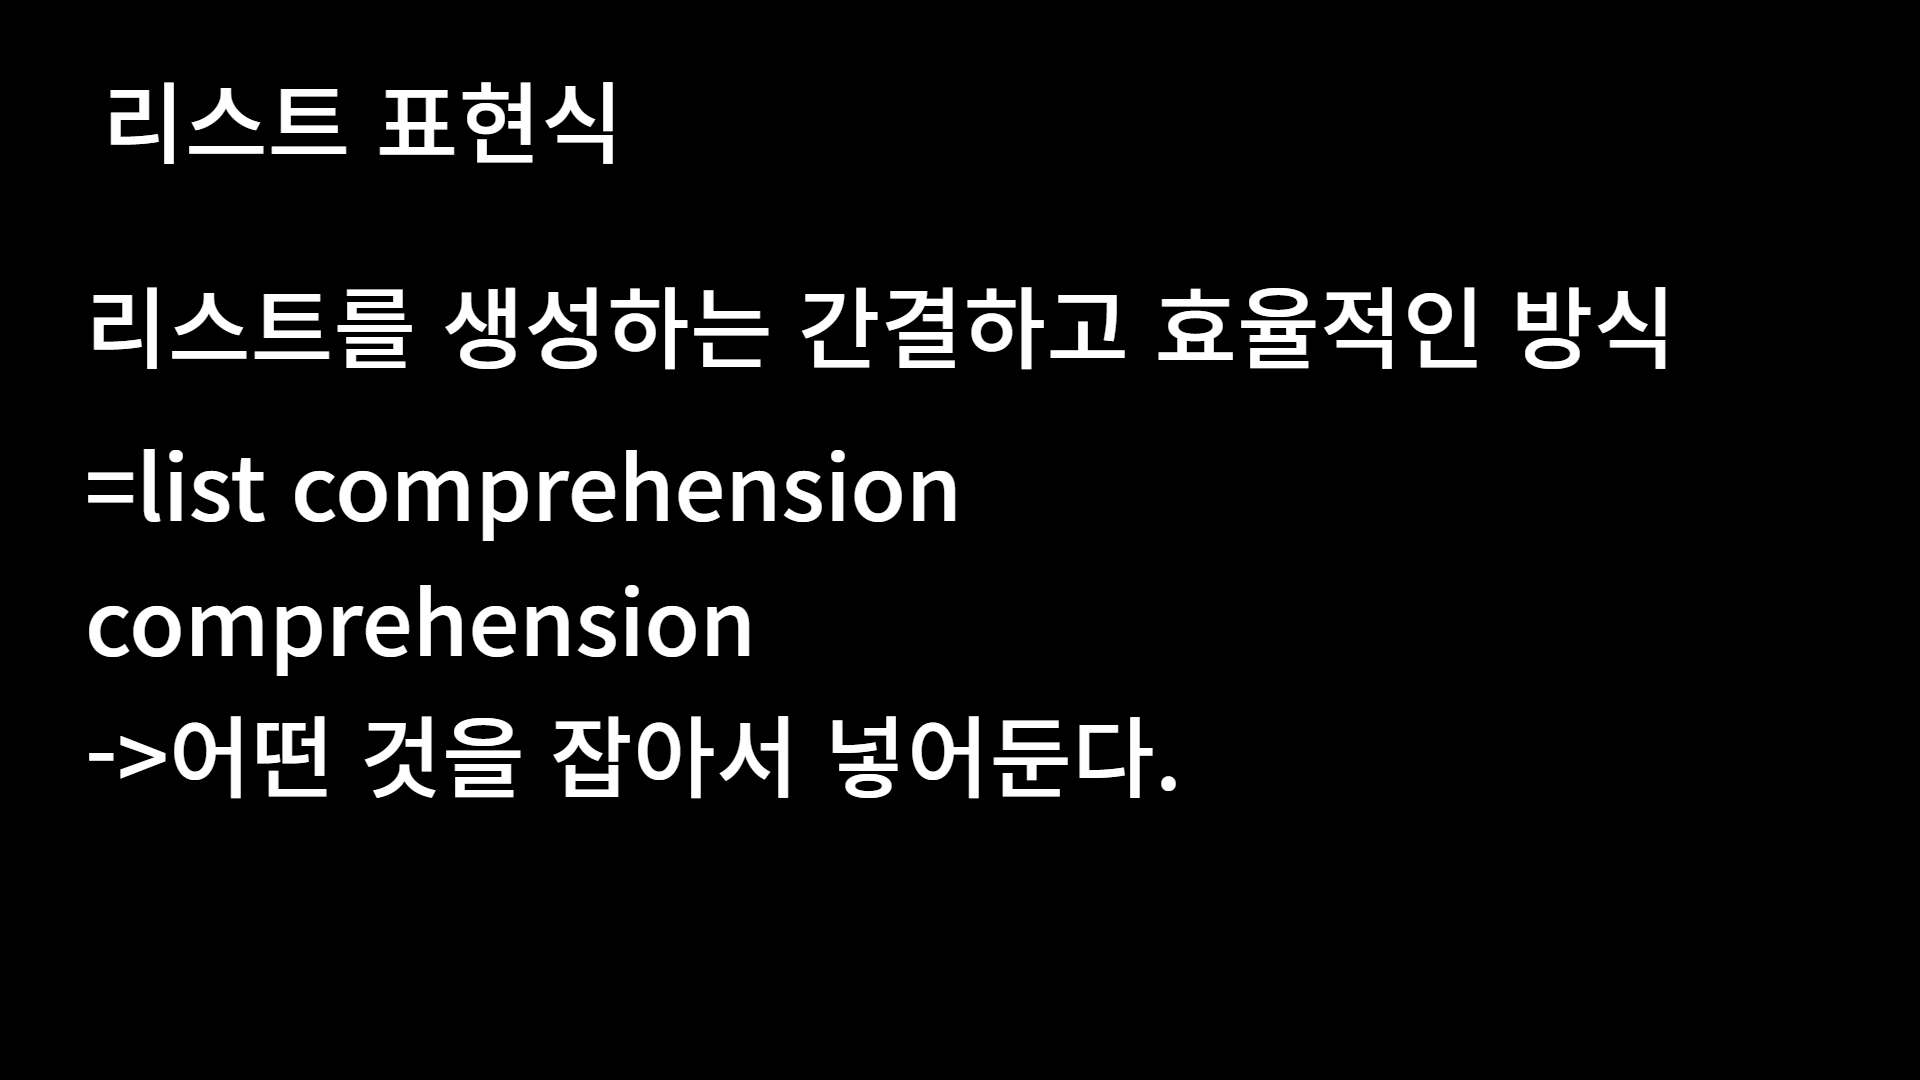 리스트 표현식
리스트를 생성하는 간결하고 효율적인 방식
=list comprehension
comprehension
->어떤 것을 잡아서 넣어둔다.